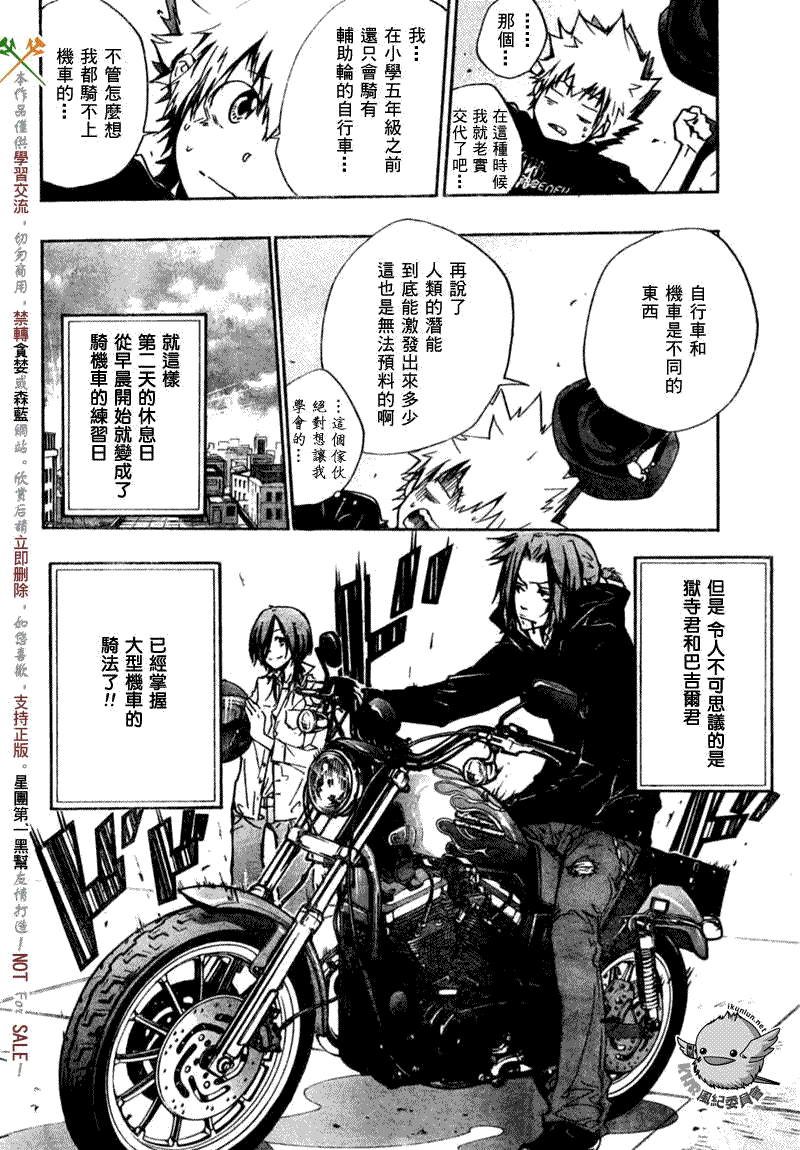 ……
那個…
在這種時候
我就老實
交代了吧…
我…
在小學五年級之前
還只會騎有
輔助輪的自行車…
不管怎麼想
我都騎不上
機車的…
自行車和
機車是不同的
東西
再說了
人類的潛能
到底能激發出來多少
這也是無法預料的啊
…這個傢伙
絕對想讓我
學會的…
就這樣
第二天的休息日
從早晨開始就變成了
騎機車的練習日
但是 令人不可思議的是
獄寺君和巴吉爾君
已經掌握
大型機車的
騎法了!!
本作品僅供學習交流，切勿商用，禁轉貪婪或森藍網站。欣賞后請立即刪除，如您喜歡，支持正版。星團第一黑幫友情打造！NOT For SALE！
ikunlun.net
KHR風紀委員會